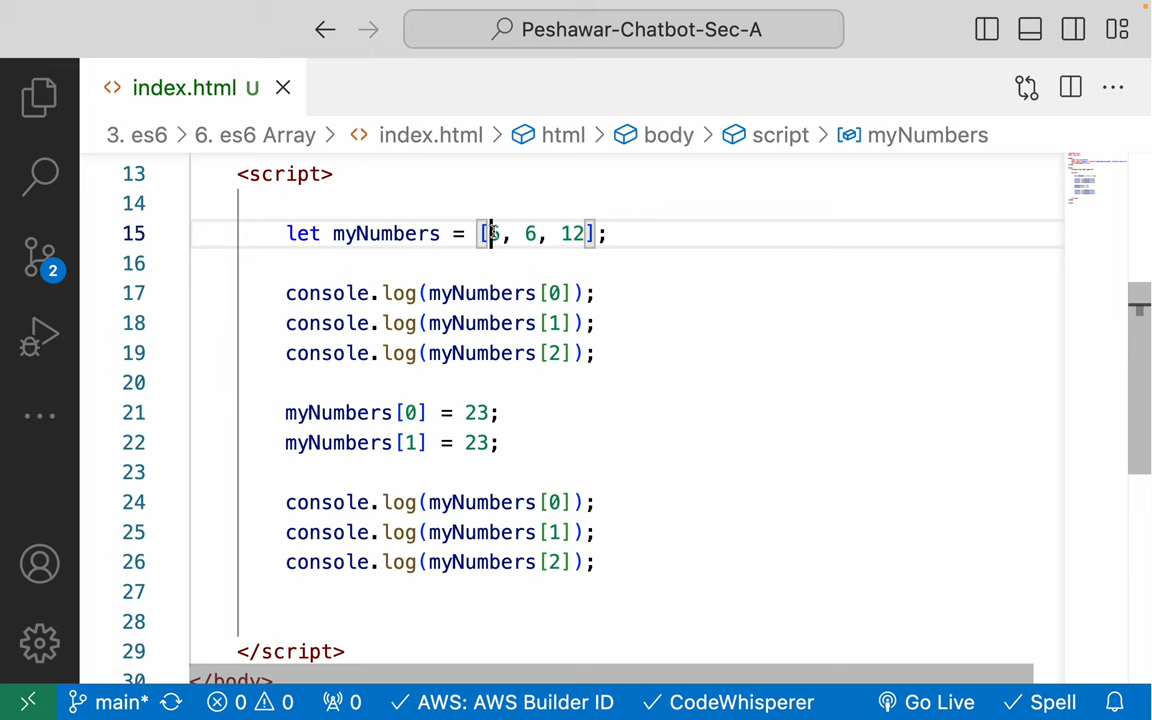 Peshawar-Chatbot-Sec-A
index.html U
3. es6 > 6. es6 Array > index.html > html > body > script > myNumbers
13 <script>
14
15 let myNumbers = [, 6, 12];
16
17 console.log(myNumbers[0]);
18 console.log(myNumbers[1]);
19 console.log(myNumbers[2]);
20
21 myNumbers[0] = 23;
22 myNumbers[1] = 23;
23
24 console.log(myNumbers[0]);
25 console.log(myNumbers[1]);
26 console.log(myNumbers[2]);
27
28
29 </script>
30 </body>
2
main* 0 0 0 AWS: AWS Builder ID CodeWhisperer Go Live Spell